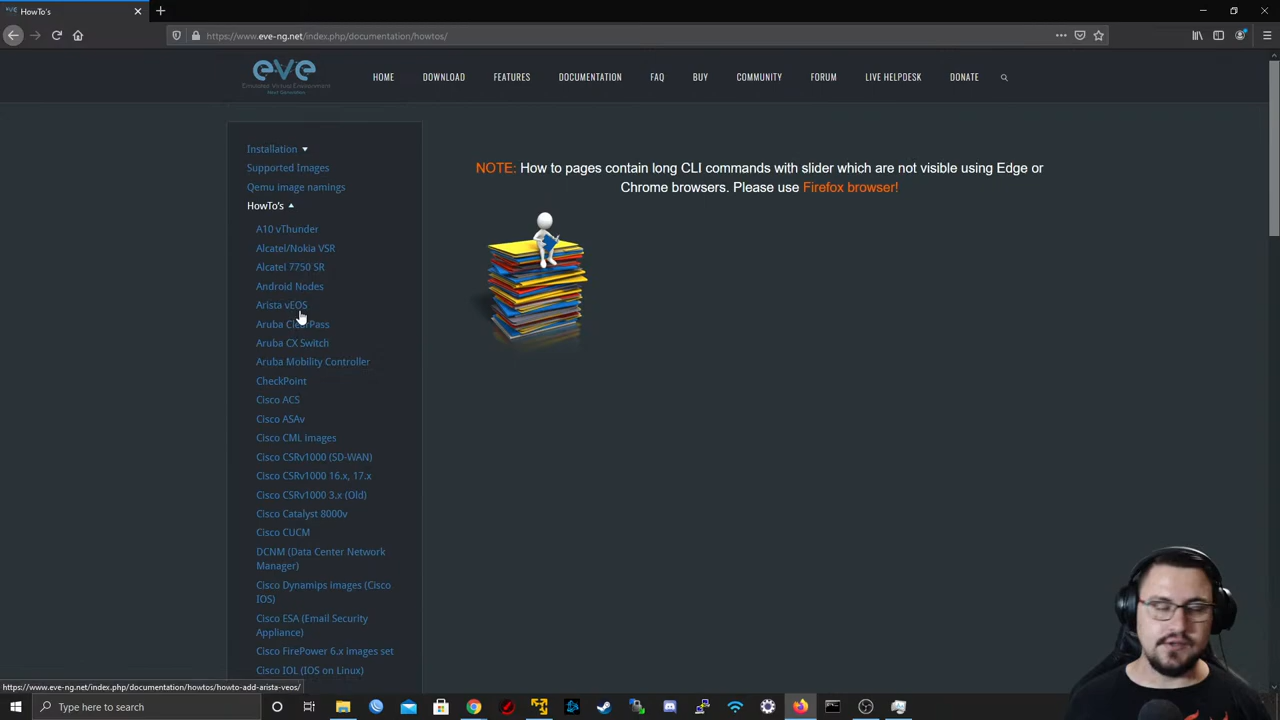 HowTo's
https://www.eve-ng.net/index.php/documentation/howtos/
eve
HOME DOWNLOAD FEATURES DOCUMENTATION FAQ BUY COMMUNITY FORUM LIVE HELPDESK DONATE
Installation
Supported Images
Qemu image namings
HowTo's
A10 vThunder
Alcatel/Nokia VSR
Alcatel 7750 SR
Android Nodes
Arista vEOS
Aruba ClearPass
Aruba CX Switch
Aruba Mobility Controller
CheckPoint
Cisco ACS
Cisco ASAv
Cisco CML images
Cisco CSRv1000 (SD-WAN)
Cisco CSRv1000 16.x, 17.x
Cisco CSRv1000 3.x (Old)
Cisco Catalyst 8000v
Cisco CUCM
DCNM (Data Center Network
Manager)
Cisco Dynamips images (Cisco
IOS)
Cisco ESA (Email Security
Appliance)
Cisco FirePower 6.x images set
Cisco IOL (IOS on Linux)
NOTE: How to pages contain long CLI commands with slider which are not visible using Edge or
Chrome browsers. Please use Firefox browser!
https://www.eve-ng.net/index.php/documentation/howtos/howto-add-arista-veos/
Type here to search